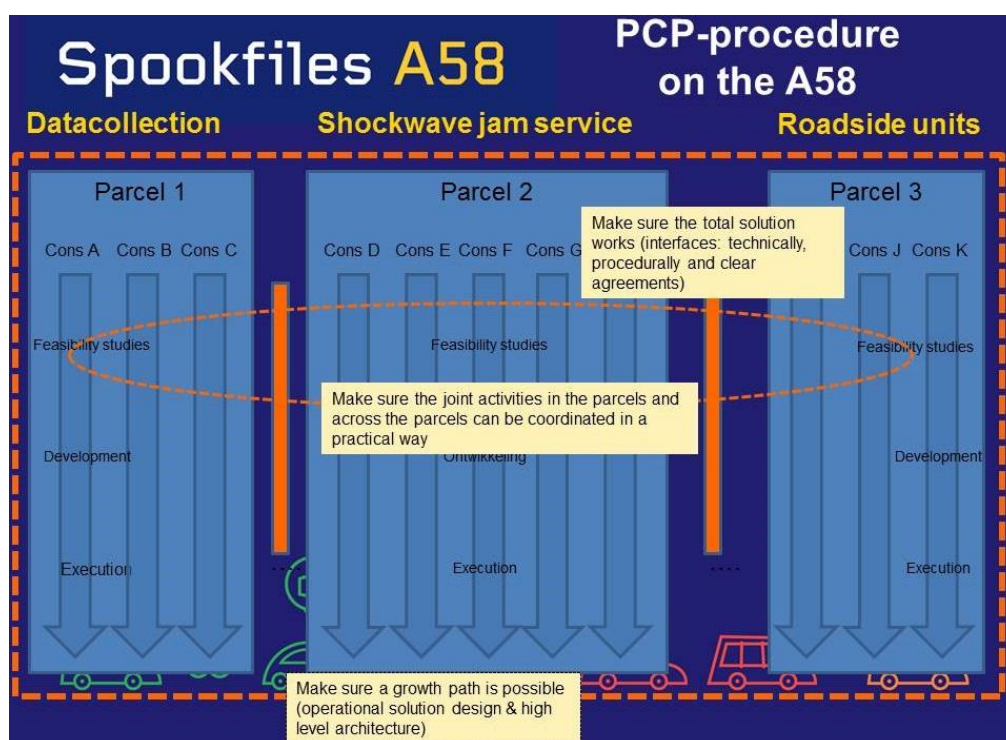 Spookfiles A58
PCP-procedure
on the A58
Datacollection
Shockwave jam service
Roadside units
Parcel 1
Parcel 2
Parcel 3
Cons A Cons B Cons C
Cons D Cons E Cons F Cons G
Cons J Cons K
Make sure the total solution
works (interfaces: technically,
procedurally and clear
agreements)
Feasibility studies
Feasibility studies
Feasibility studies
Make sure the joint activities in the parcels and
across the parcels can be coordinated in a
practical way
Development
Ontwikkeling
Development
Execution
....
Execution
....
Execution
Make sure a growth path is possible
(operational solution design & high
level architecture)